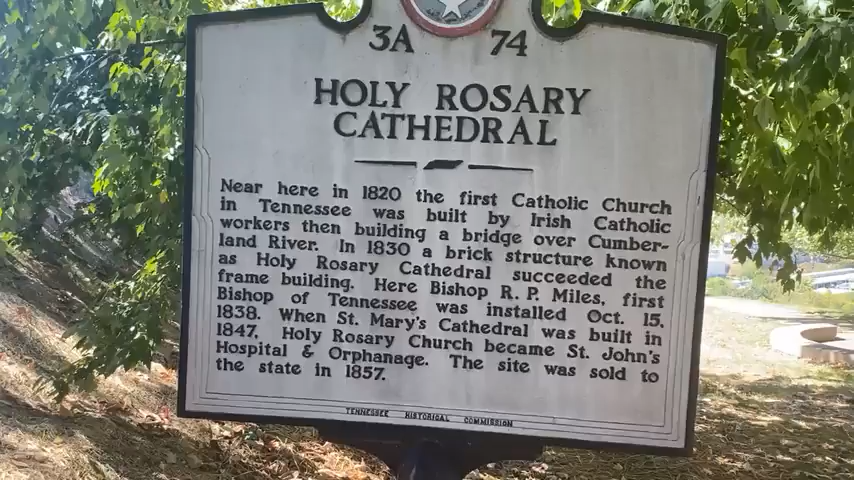 3A 74
HOLY ROSARY
CATHEDRAL
Near here in 1820 the first Catholic Church
in Tennessee was built by Irish Catholic
workers then building a bridge over Cumber-
land River. In 1830 a brick structure known
as Holy Rosary Cathedral succeeded the
frame building. Here Bishop R. P. Miles, first
Bishop of Tennessee was installed Oct. 15,
1838. When St. Mary's Cathedral was built in
1847, Holy Rosary Church became St. John's
Hospital & Orphanage. The site was sold to
the state in 1857.
TENNESSEE HISTORICAL COMMISSION